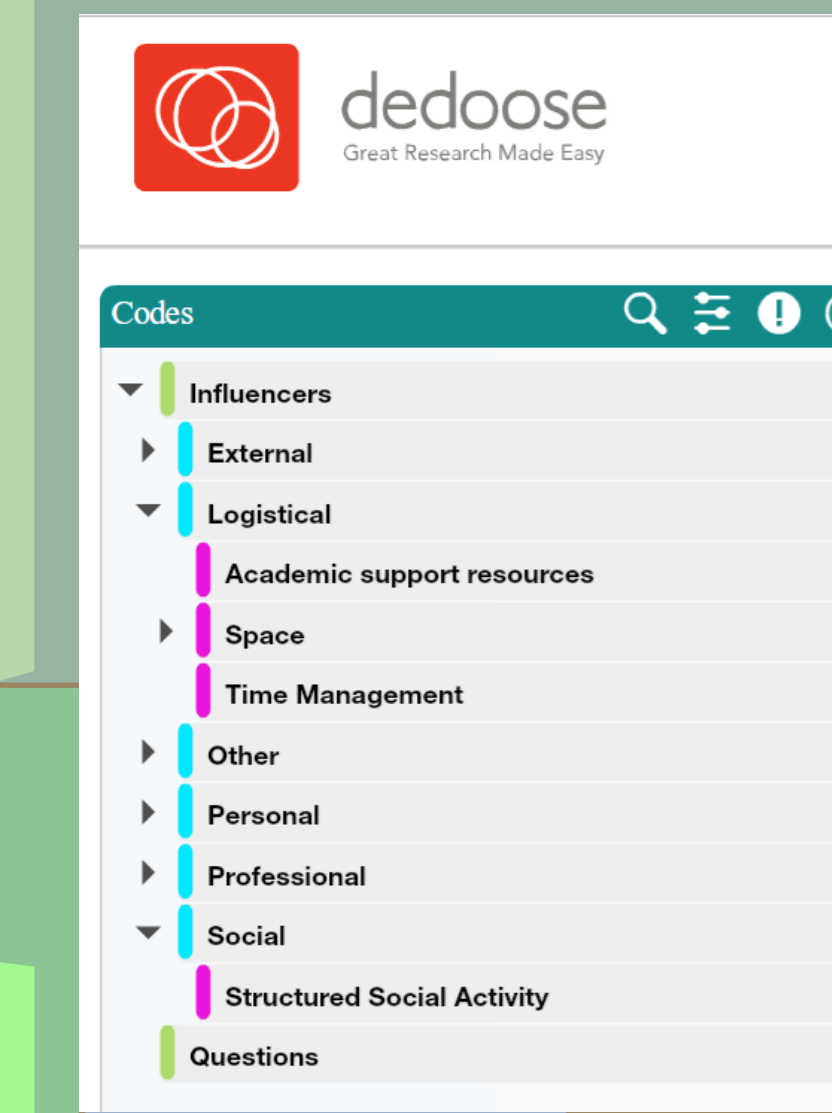 dedoose
Great Research Made Easy
Codes
Influencers
External
Logistical
Academic support resources
Space
Time Management
Other
Personal
Professional
Social
Structured Social Activity
Questions